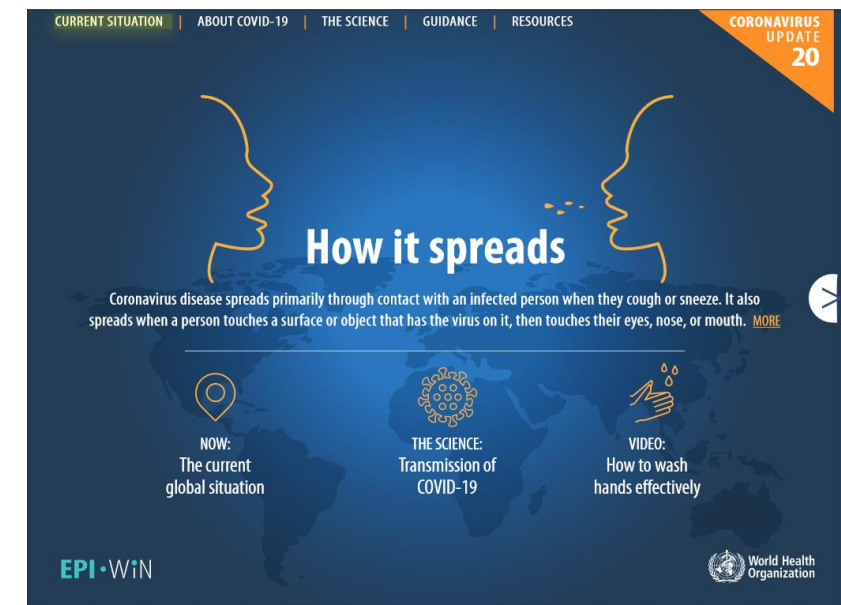 CURRENT SITUATION | ABOUT COVID-19 | THE SCIENCE | GUIDANCE | RESOURCES
CORONAVIRUS
UPDATE
20
How it spreads
Coronavirus disease spreads primarily through contact with an infected person when they cough or sneeze. It also
spreads when a person touches a surface or object that has the virus on it, then touches their eyes, nose, or mouth. MORE
NOW:
The current
global situation
THE SCIENCE:
Transmission of
COVID-19
VIDEO:
How to wash
hands effectively
EPI•WiN
World Health
Organization